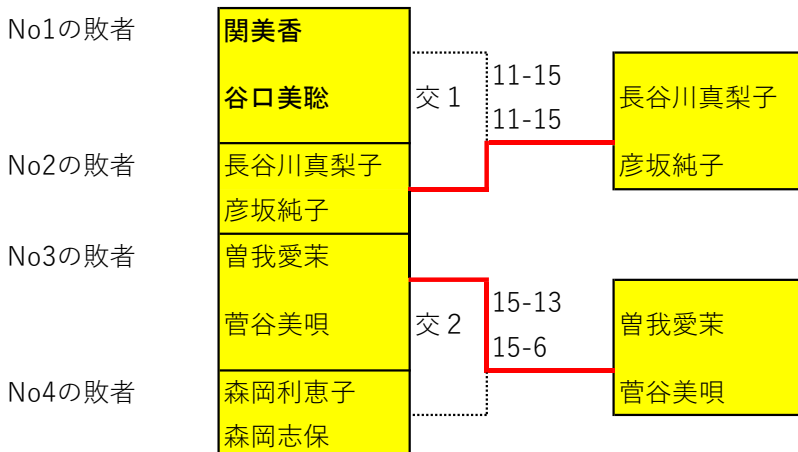 No1の敗者
関美香
谷口美聡
交１
11-15
11-15
長谷川真梨子
彦坂純子
No2の敗者
長谷川真梨子
彦坂純子
No3の敗者
曽我愛茉
菅谷美唄
交２
15-13
15-6
曽我愛茉
菅谷美唄
No4の敗者
森岡利恵子
森岡志保